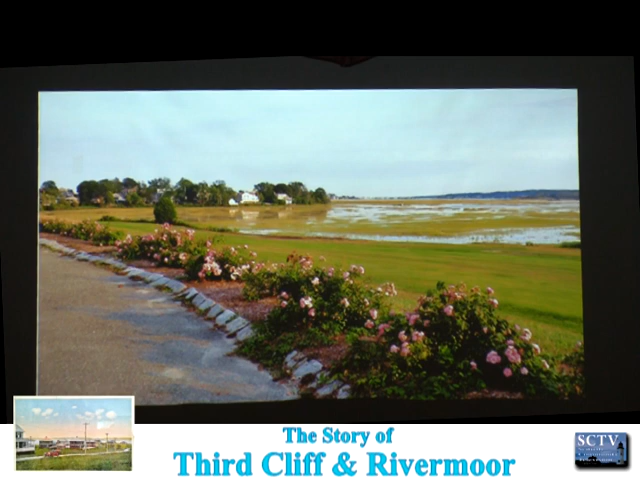 The Story of
Third Cliff & Rivermoor
SCTV